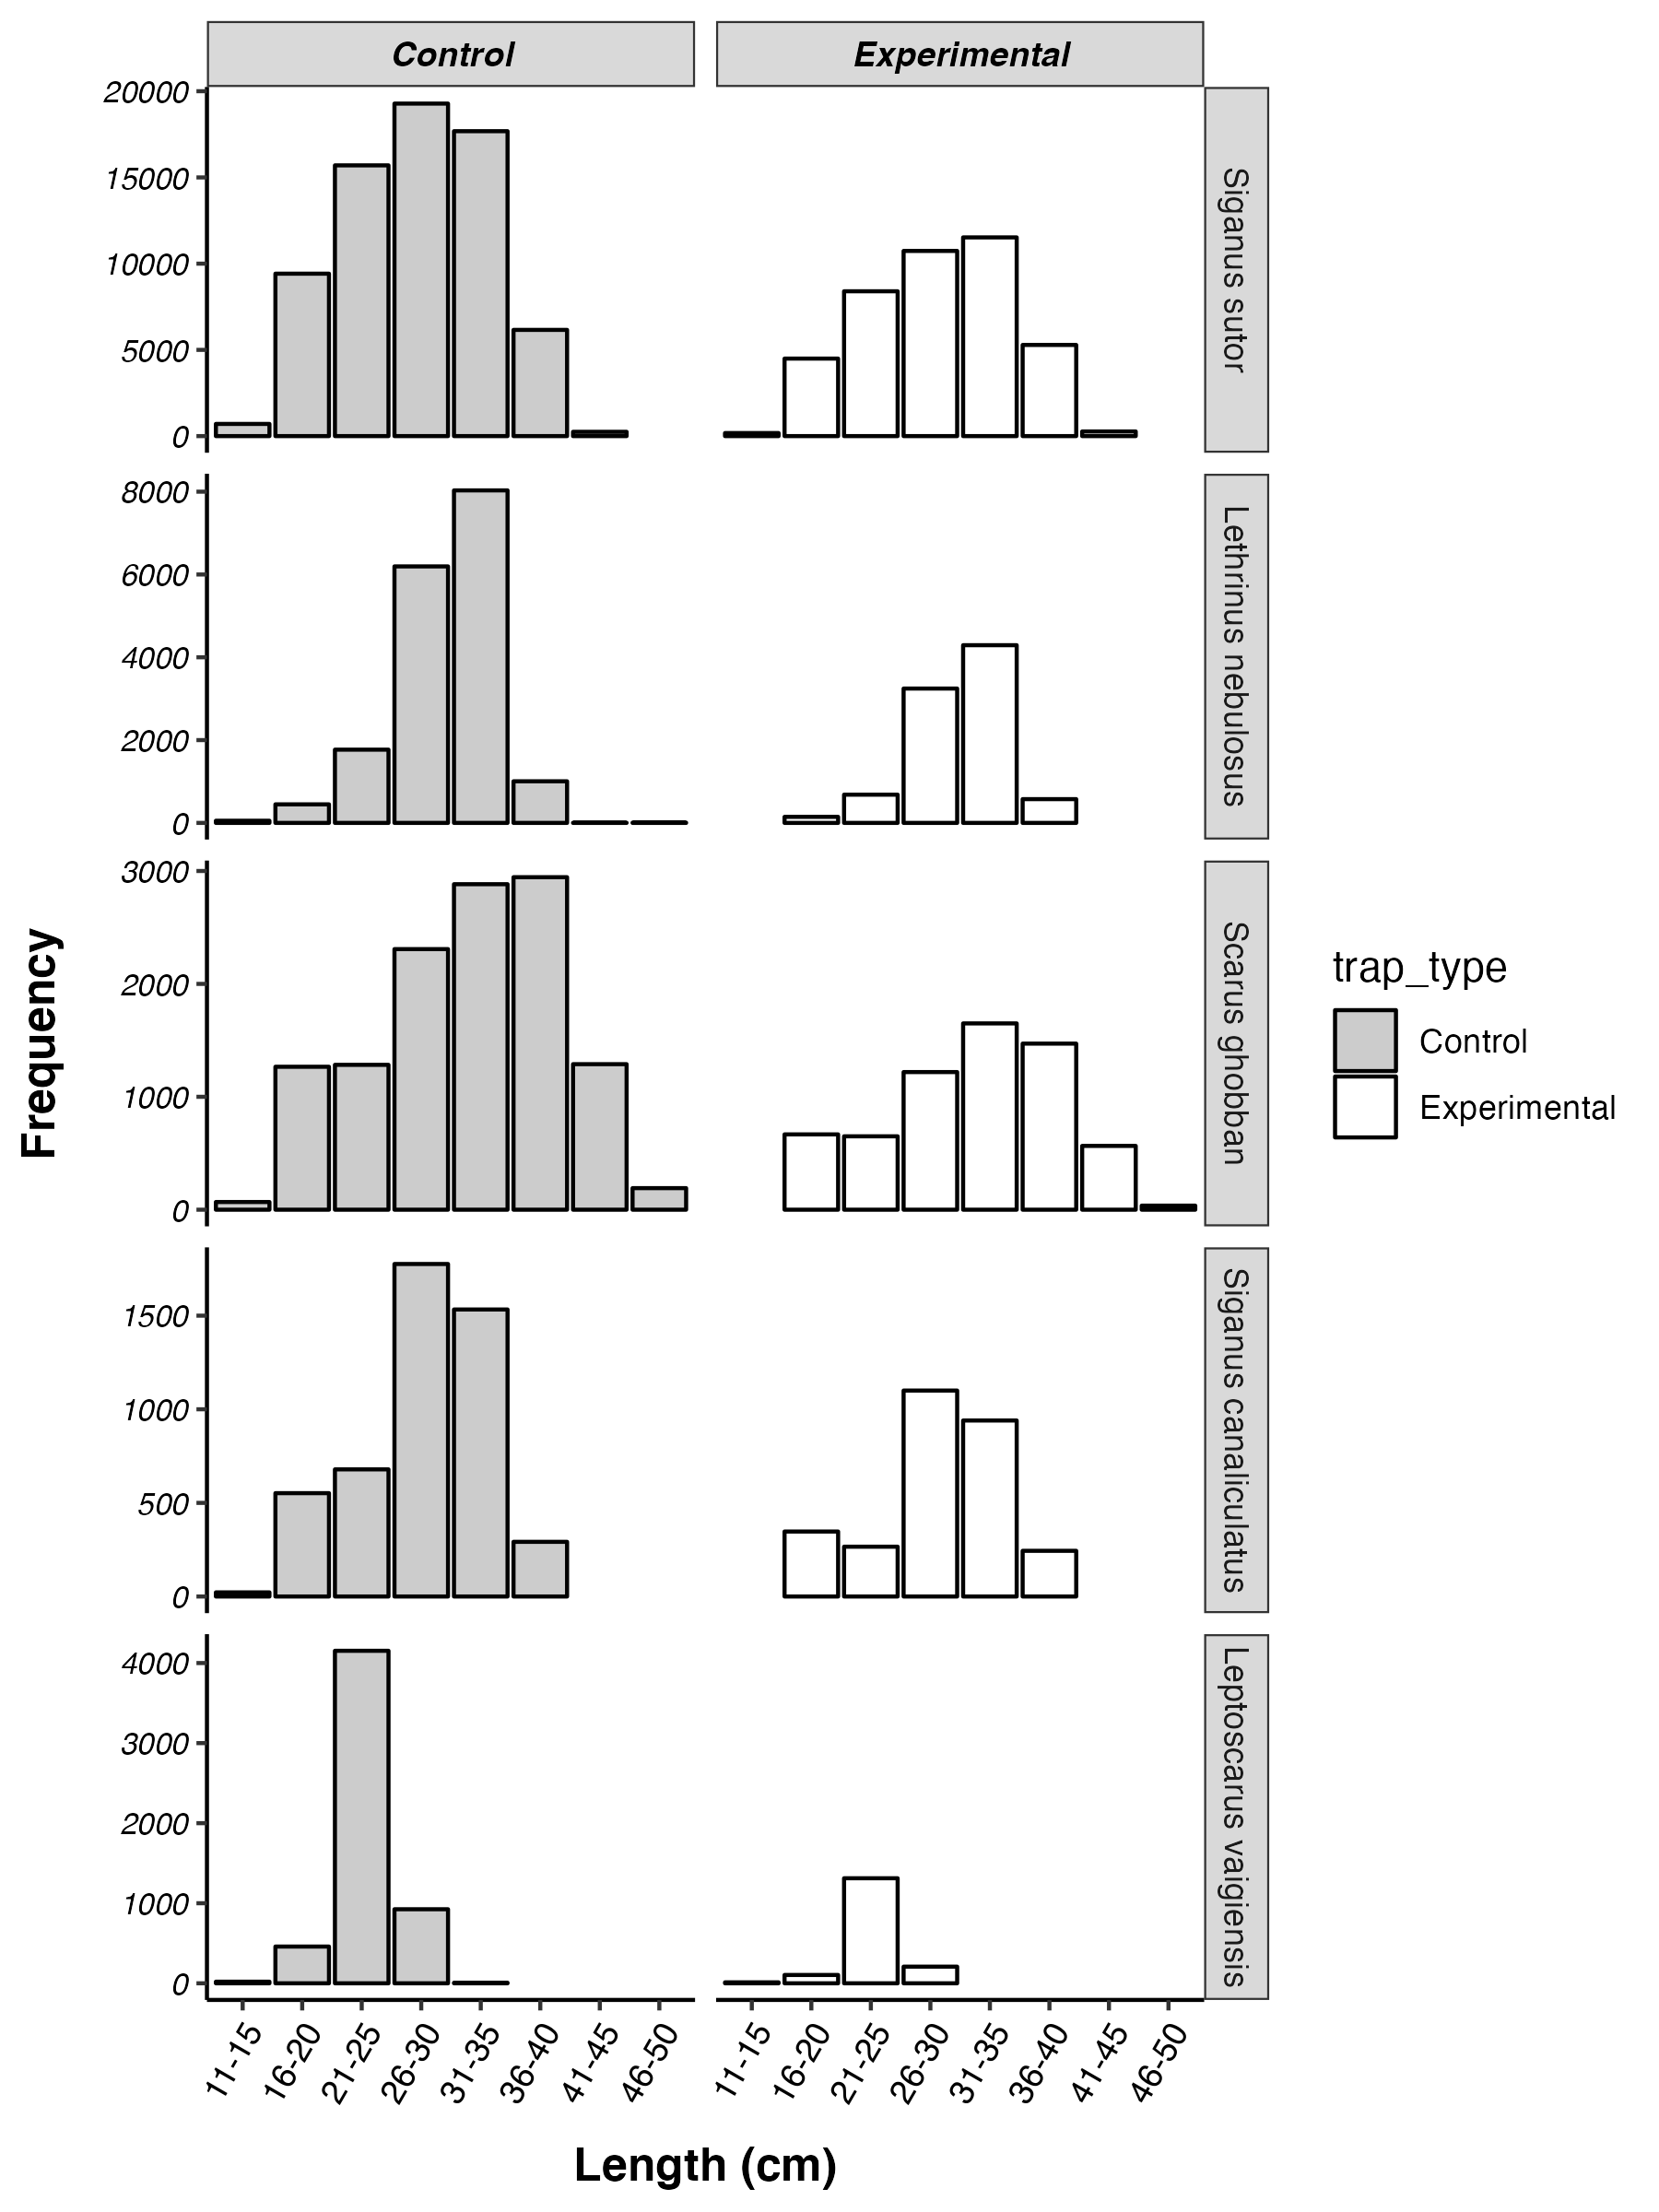 Control
Experimental
20000
15000
10000
5000
0
Siganus sutor
8000
6000
4000
2000
0
Lethrinus nebulosus
3000
2000
1000
0
Scarus ghobban
1500
1000
500
0
Siganus canaliculatus
4000
3000
2000
1000
0
Leptoscarus vaigiensis
11-15 16-20 21-25 26-30 31-35 36-40 41-45 46-50
11-15 16-20 21-25 26-30 31-35 36-40 41-45 46-50
Length (cm)
Frequency
trap_type
Control
Experimental